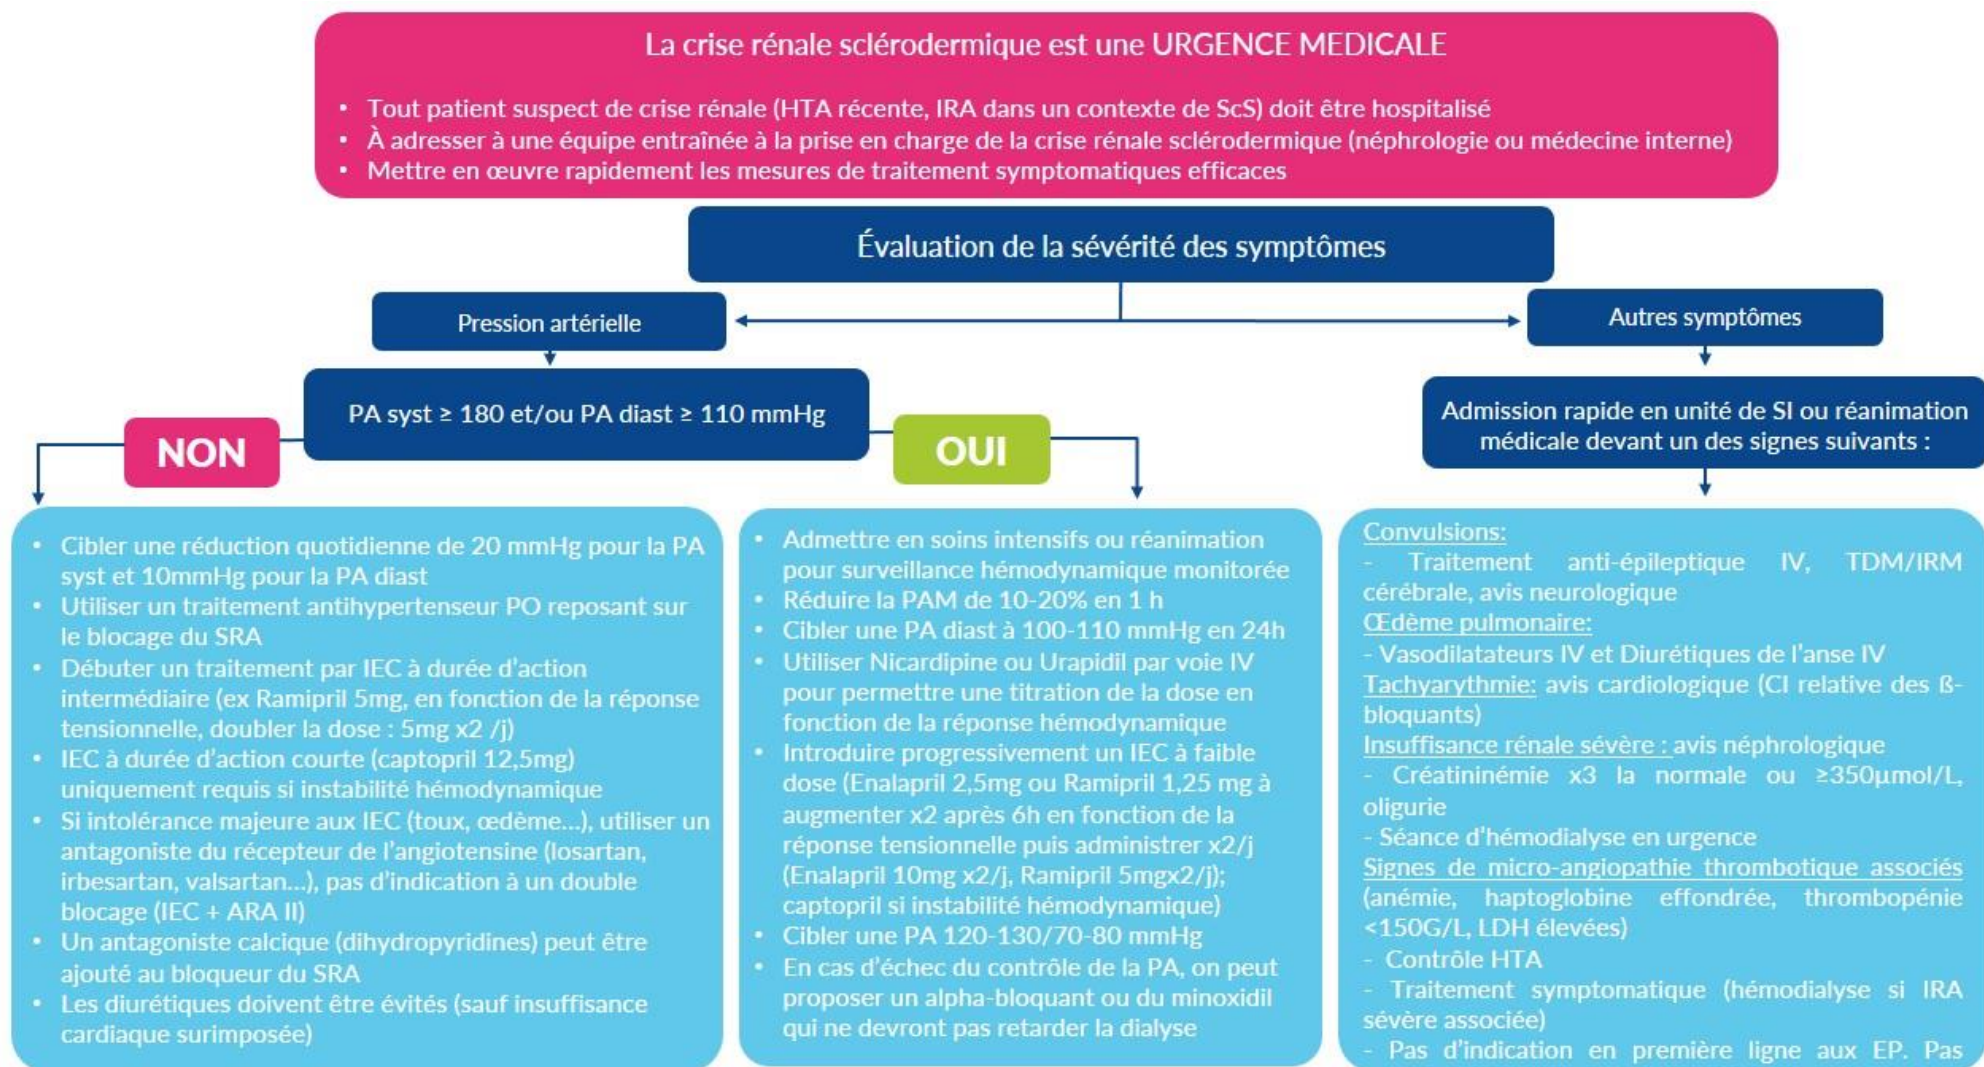 La crise rénale sclérodermique est une URGENCE MEDICALE
• Tout patient suspect de crise rénale (HTA récente, IRA dans un contexte de ScS) doit être hospitalisé
• À adresser à une équipe entraînée à la prise en charge de la crise rénale sclérodermique (néphrologie ou médecine interne)
• Mettre en œuvre rapidement les mesures de traitement symptomatiques efficaces
Évaluation de la sévérité des symptômes
Pression artérielle
Autres symptômes
PA syst ≥ 180 et/ou PA diast ≥ 110 mmHg
Admission rapide en unité de SI ou réanimation
médicale devant un des signes suivants :
NON
OUI
• Cibler une réduction quotidienne de 20 mmHg pour la PA
syst et 10mmHg pour la PA diast
• Utiliser un traitement antihypertenseur PO reposant sur
le blocage du SRA
• Débuter un traitement par IEC à durée d'action
intermédiaire (ex Ramipril 5mg, en fonction de la réponse
tensionnelle, doubler la dose : 5mg x2 /j)
• IEC à durée d'action courte (captopril 12,5mg)
uniquement requis si instabilité hémodynamique
• Si intolérance majeure aux IEC (toux, œdème...), utiliser un
antagoniste du récepteur de l'angiotensine (losartan,
irbesartan, valsartan...), pas d'indication à un double
blocage (IEC + ARA II)
• Un antagoniste calcique (dihydropyridines) peut être
ajouté au bloqueur du SRA
• Les diurétiques doivent être évités (sauf insuffisance
cardiaque surimposée)
• Admettre en soins intensifs ou réanimation
pour surveillance hémodynamique monitorée
• Réduire la PAM de 10-20% en 1 h
• Cibler une PA diast à 100-110 mmHg en 24h
• Utiliser Nicardipine ou Urapidil par voie IV
pour permettre une titration de la dose en
fonction de la réponse hémodynamique
• Introduire progressivement un IEC à faible
dose (Enalapril 2,5mg ou Ramipril 1,25 mg à
augmenter x2 après 6h en fonction de la
réponse tensionnelle puis administrer x2/j
(Enalapril 10mg x2/j, Ramipril 5mgx2/j);
captopril si instabilité hémodynamique)
• Cibler une PA 120-130/70-80 mmHg
• En cas d'échec du contrôle de la PA, on peut
proposer un alpha-bloquant ou du minoxidil
qui ne devront pas retarder la dialyse
Convulsions:
- Traitement anti-épileptique IV, TDM/IRM
cérébrale, avis neurologique
Œdème pulmonaire:
- Vasodilatateurs IV et Diurétiques de l'anse IV
Tachyarythmie: avis cardiologique (CI relative des ß-
bloquants)
Insuffisance rénale sévère : avis néphrologique
- Créatininémie x3 la normale ou ≥350µmol/L,
oligurie
- Séance d'hémodialyse en urgence
Signes de micro-angiopathie thrombotique associés
(anémie, haptoglobine effondrée, thrombopénie
<150G/L, LDH élevées)
- Contrôle HTA
- Traitement symptomatique (hémodialyse si IRA
sévère associée)
- Pas d'indication en première ligne aux EP. Pas